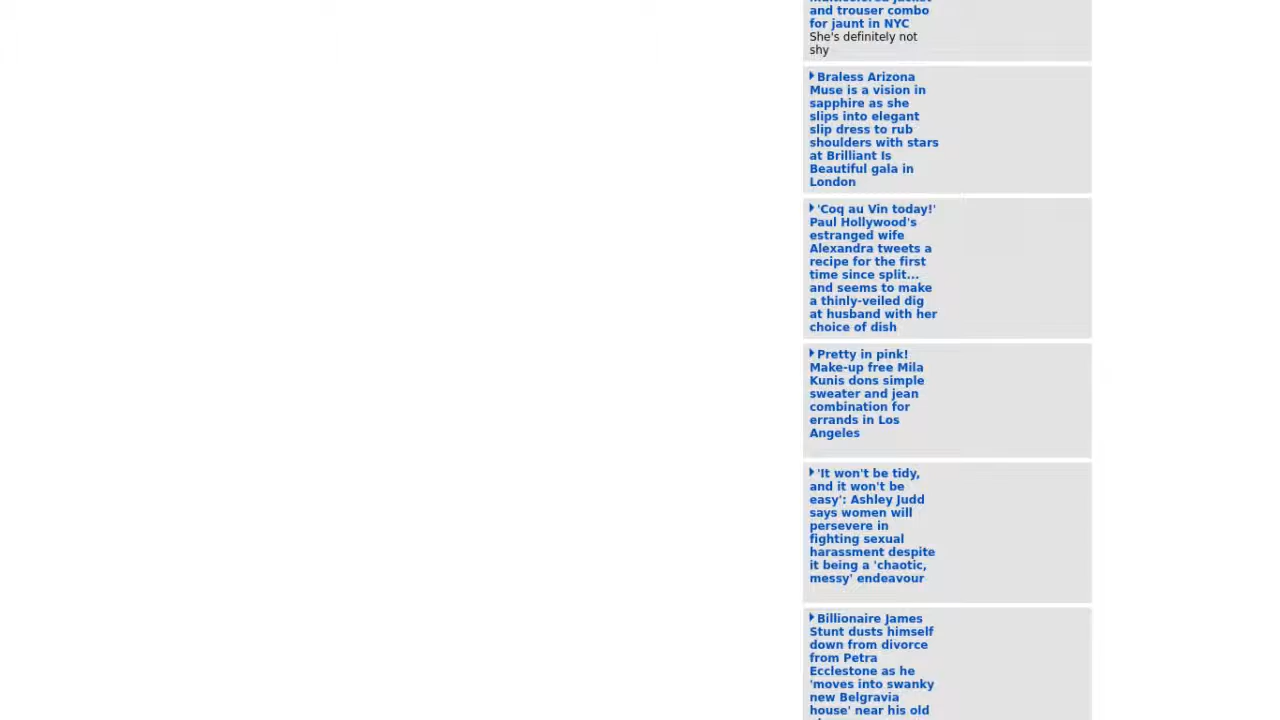 and trouser combo
for jaunt in NYC
She's definitely not
shy
Braless Arizona
Muse is a vision in
sapphire as she
slips into elegant
slip dress to rub
shoulders with stars
at Brilliant Is
Beautiful gala in
London
'Coq au Vin today!'
Paul Hollywood's
estranged wife
Alexandra tweets a
recipe for the first
time since split...
and seems to make
a thinly-veiled dig
at husband with her
choice of dish
Pretty in pink!
Make-up free Mila
Kunis dons simple
sweater and jean
combination for
errands in Los
Angeles
'It won't be tidy,
and it won't be
easy': Ashley Judd
says women will
persevere in
fighting sexual
harassment despite
it being a 'chaotic,
messy' endeavour
Billionaire James
Stunt dusts himself
down from divorce
from Petra
Ecclestone as he
'moves into swanky
new Belgravia
house' near his old